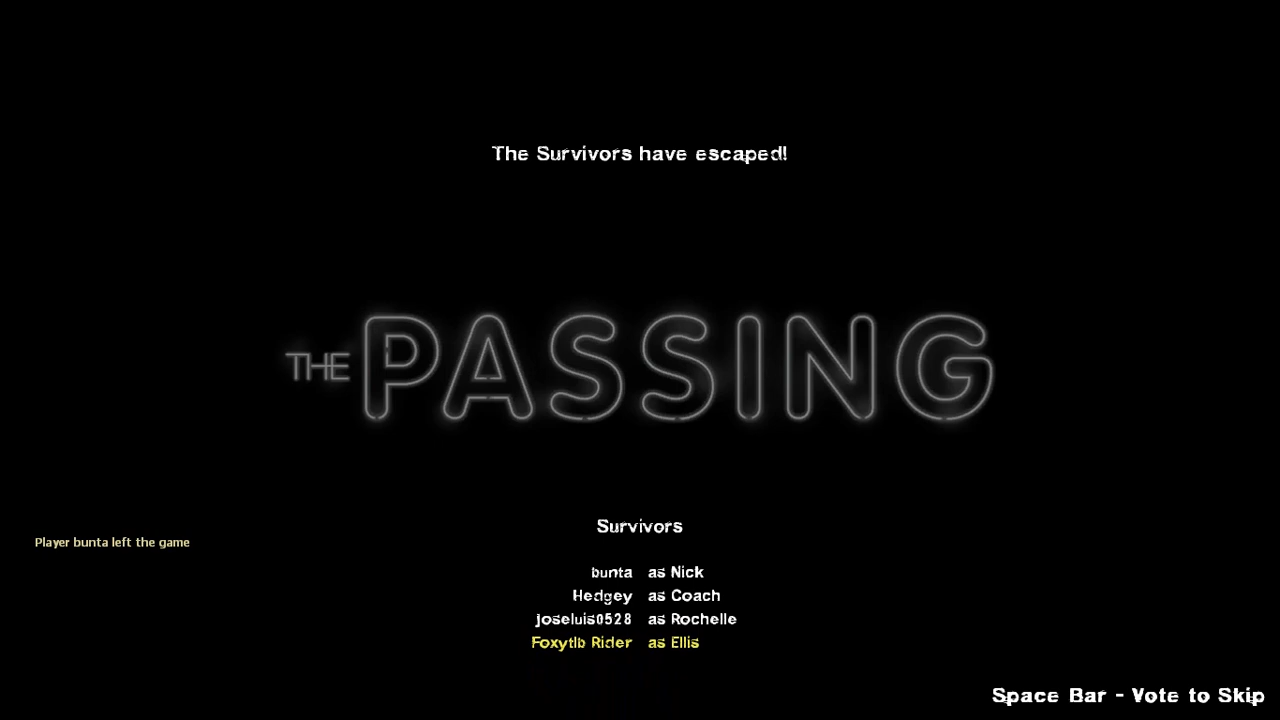 The Survivors have escaped!
THE PASSING
Survivors
Player bunta left the game
bunta as Nick
Hedgey as Coach
joseluis0528 as Rochelle
Foxytlb Rider as Ellis
Space Bar - Vote to Skip